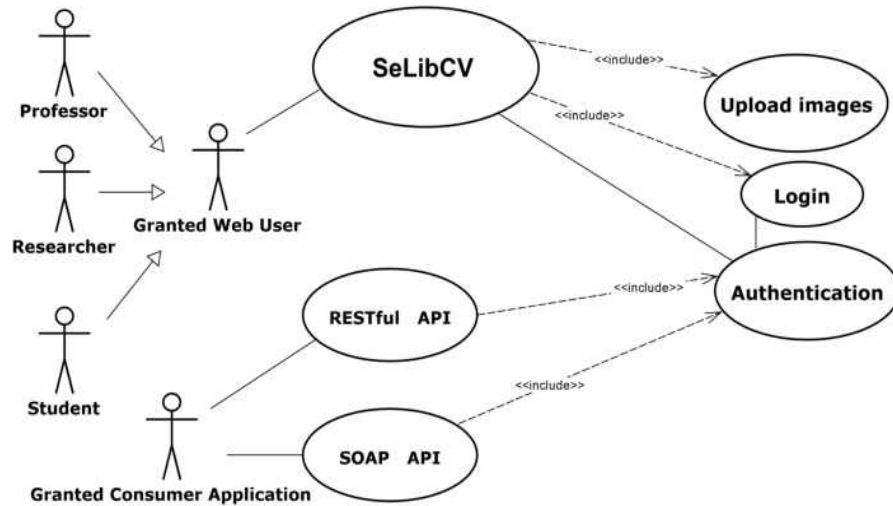 SeLibCV
<<include>>
Upload images
Professor
<<include>>
Login
Granted Web User
Researcher
<<include>>
Authentication
RESTful API
<<include>>
Student
SOAP API
Granted Consumer Application